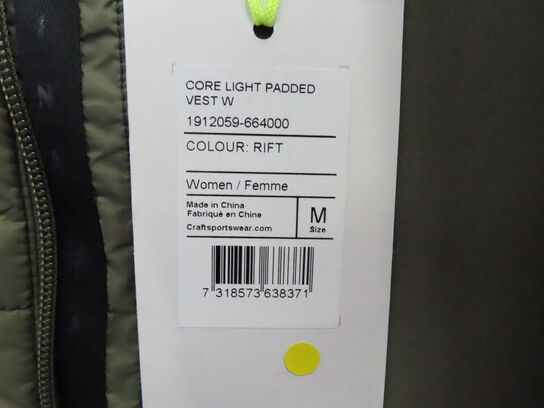 CORE LIGHT PADDED
VEST W
1912059-664000
COLOUR: RIFT
Women / Femme
Made in China
Fabriqué en Chine
Craftsportswear.com
M
Size
7 318573 638371